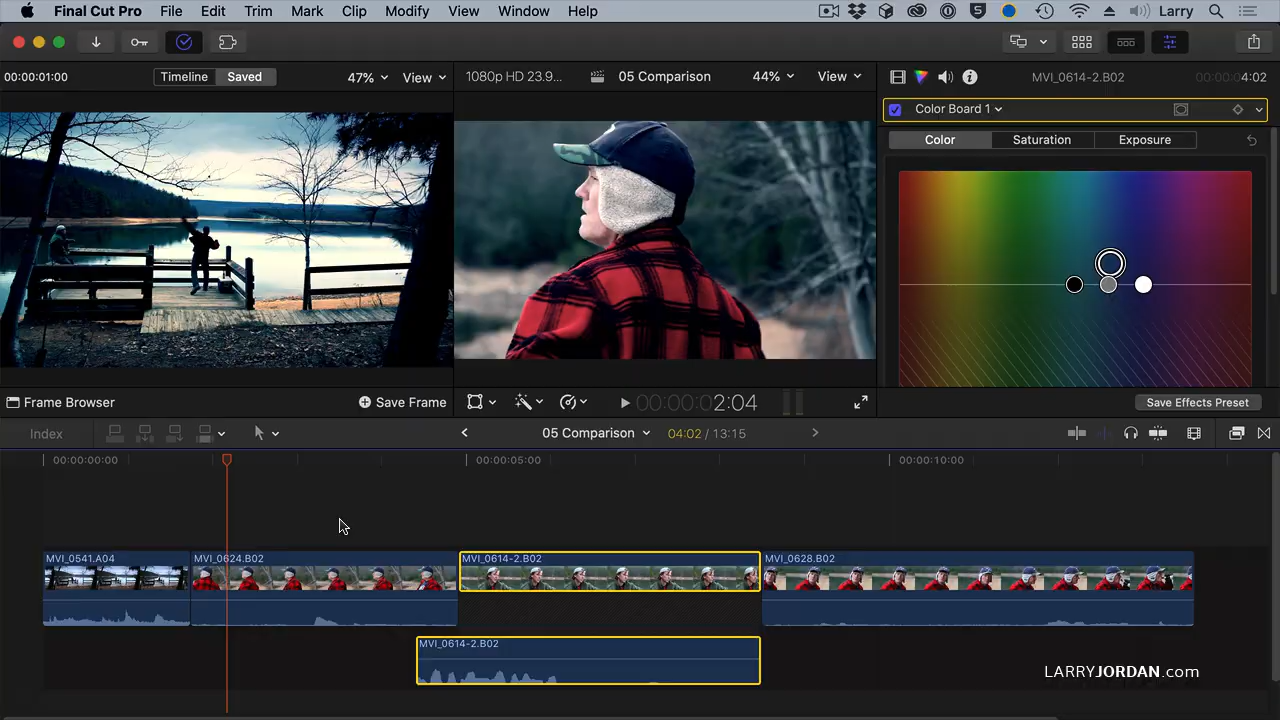 Final Cut Pro File Edit Trim Mark Clip Modify View Window Help Larry
00:00:01:00 Timeline Saved 47% View
1080p HD 23.9... 05 Comparison 44% View
MVI_0614-2.B02 00:00:04:02
Color Board 1
Color Saturation Exposure
Frame Browser Save Frame
00:00:00:02:04
Save Effects Preset
Index
05 Comparison 04:02 / 13:15
00:00:00:00 00:00:05:00 00:00:10:00
MVI_0541.A04 MVI_0624.B02 MVI_0614-2.B02 MVI_0628.B02
MVI_0614-2.B02
LARRYJORDAN.com